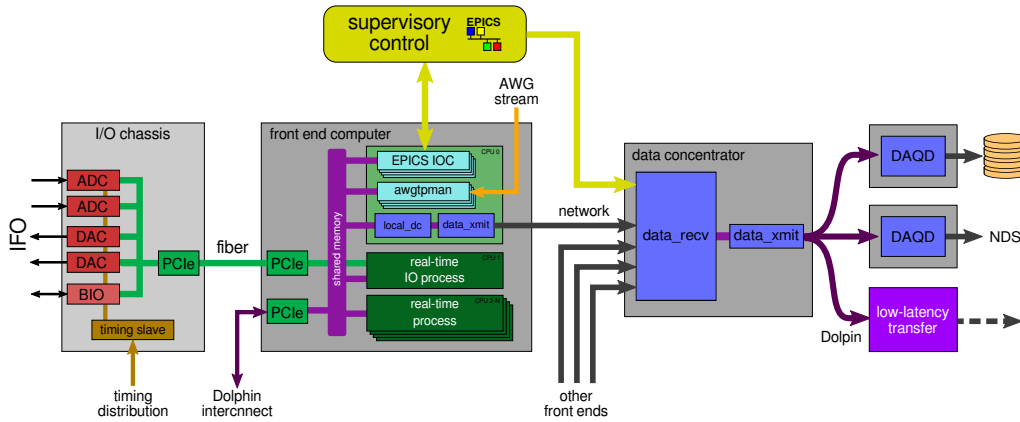 supervisory
control
EPICS
AWG
stream
I/O chassis
front end computer
CPU 0
EPICS IOC
awgtpman
local_dc
data_xmit
shared memory
CPU 1
real-time
IO process
CPU 2-N
real-time
process
IFO
ADC
ADC
DAC
DAC
BIO
PCIe
fiber
PCIe
PCIe
timing slave
timing
distribution
Dolphin
intercnnect
network
data concentrator
data_recv
data_xmit
other
front ends
DAQD
DAQD
NDS
Dolpin
low-latency
transfer